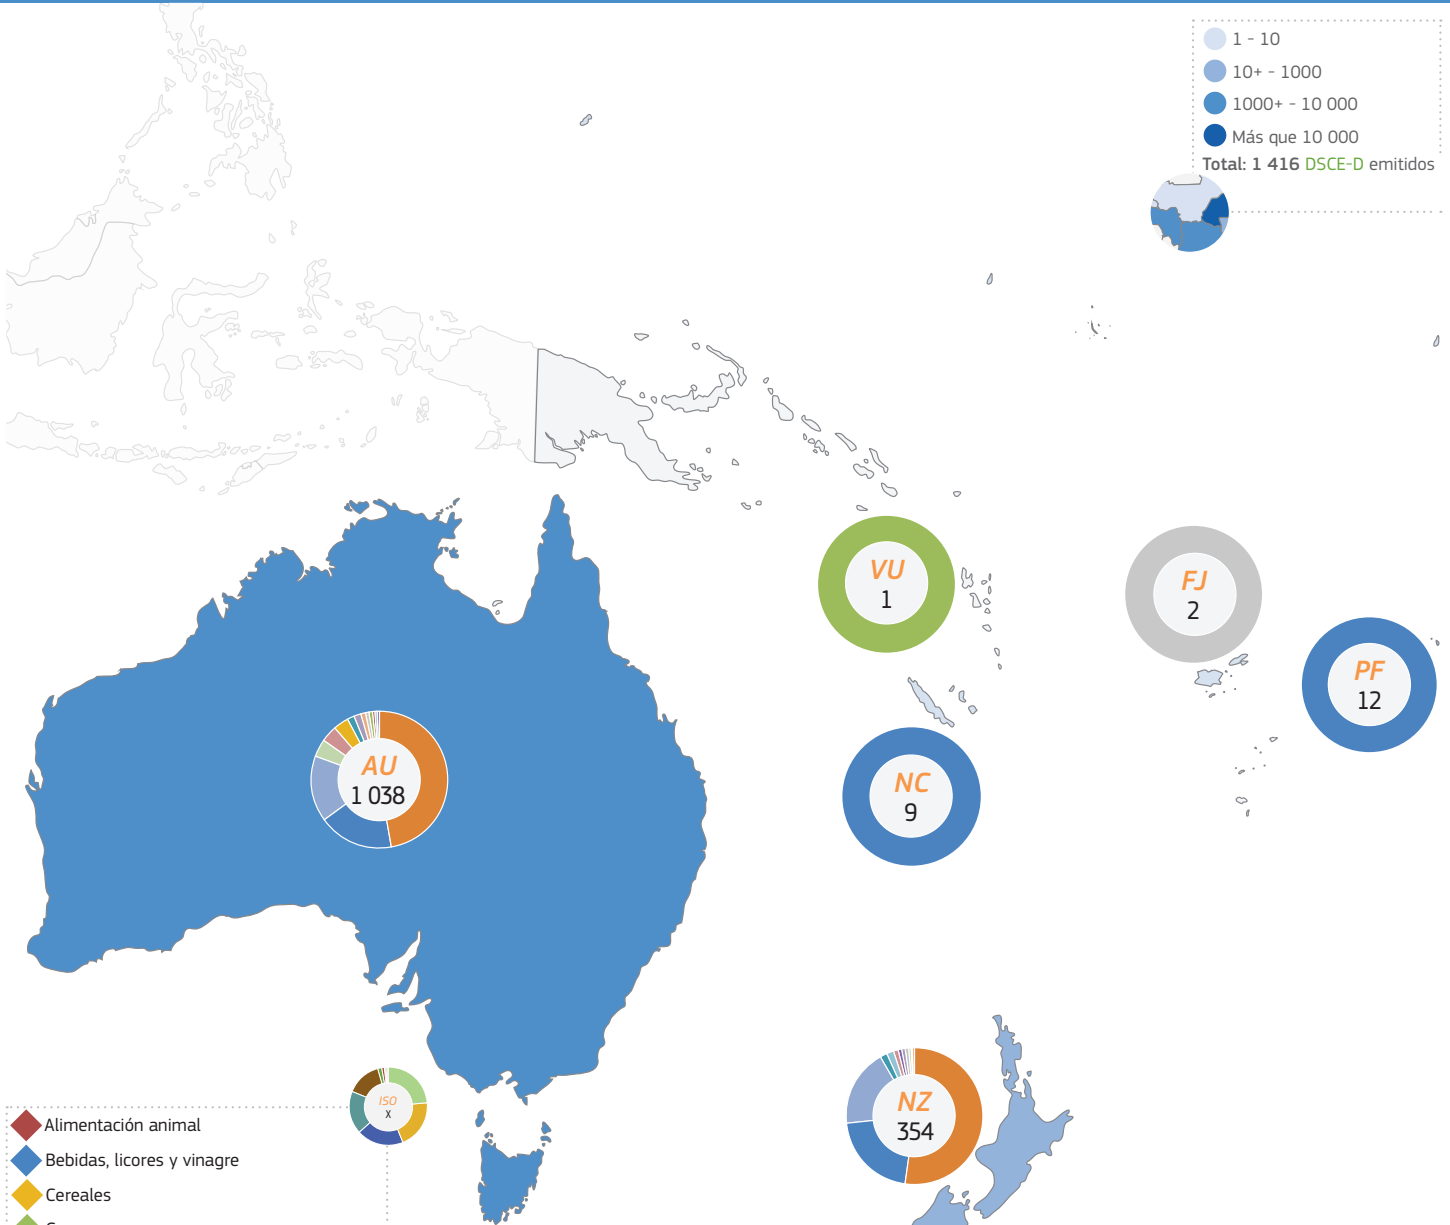 1 - 10
10+ - 1000
1000+ - 10 000
Más que 10 000
Total: 1 416 DSCE-D emitidos
VU
1
FJ
2
PF
12
AU
1 038
NC
9
ISO
X
NZ
354
Alimentación animal
Bebidas, licores y vinagre
Cereales